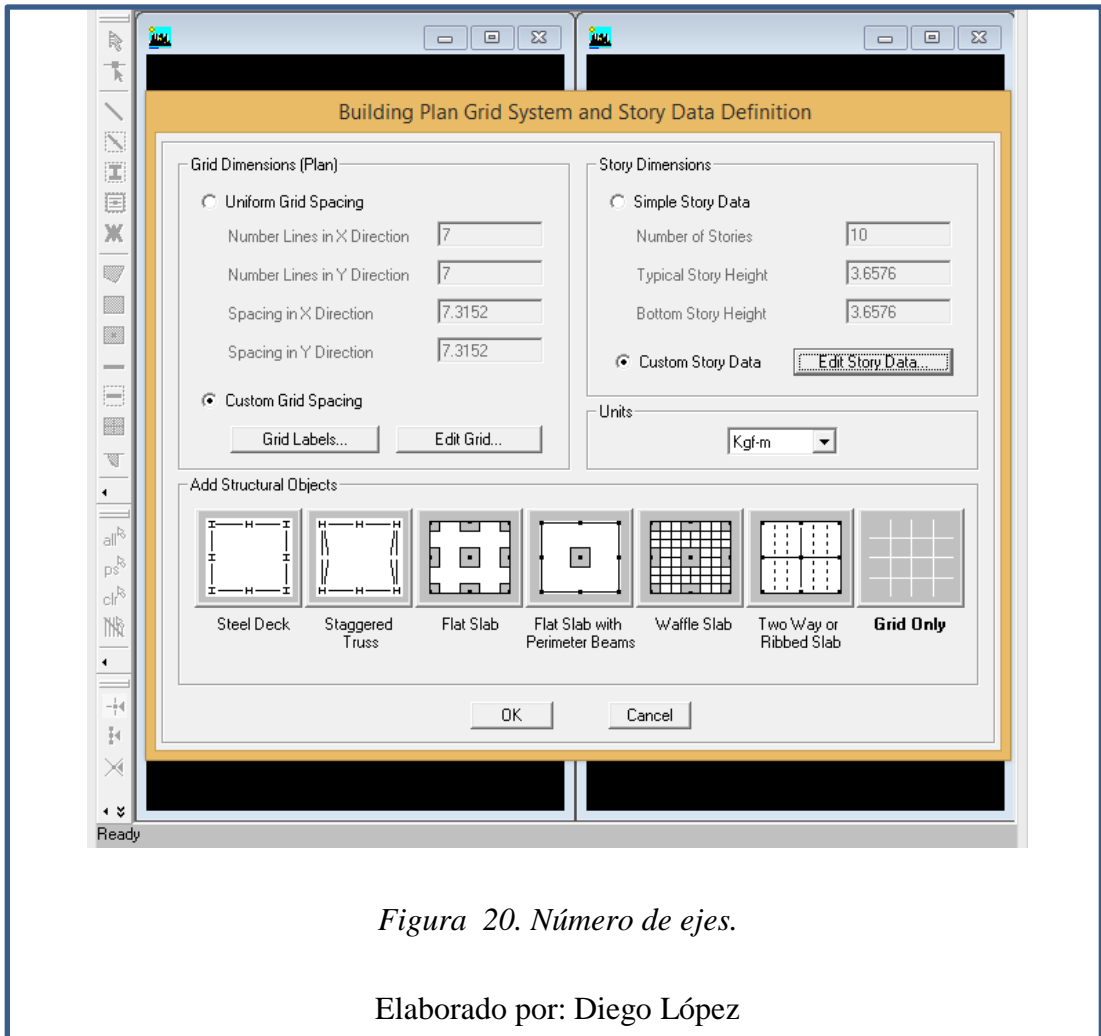 Building Plan Grid System and Story Data Definition
Grid Dimensions (Plan)
Uniform Grid Spacing
Number Lines in X Direction 7
Number Lines in Y Direction 7
Spacing in X Direction 7.3152
Spacing in Y Direction 7.3152
Custom Grid Spacing
Grid Labels... Edit Grid...
Story Dimensions
Simple Story Data
Number of Stories 10
Typical Story Height 3.6576
Bottom Story Height 3.6576
Custom Story Data Edit Story Data...
Units
Kgf-m
Add Structural Objects
Steel Deck
Staggered
Truss
Flat Slab
Flat Slab with
Perimeter Beams
Waffle Slab
Two Way or
Ribbed Slab
Grid Only
OK Cancel
all
ps
clr
Ready
Figura 20. Número de ejes.
Elaborado por: Diego López